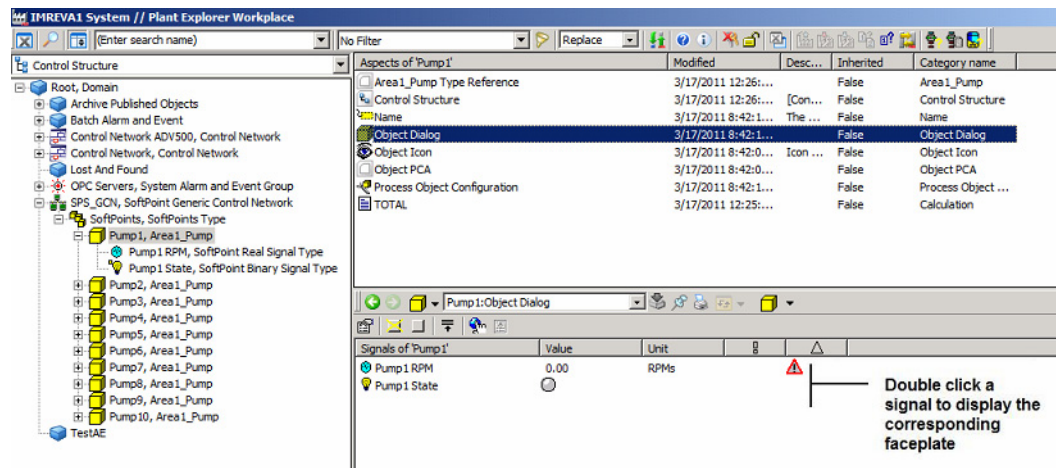 IMREVA1 System // Plant Explorer Workplace
(Enter search name)
No Filter
Replace
Control Structure
Root, Domain
Archive Published Objects
Batch Alarm and Event
Control Network ADV500, Control Network
Control Network, Control Network
Lost And Found
OPC Servers, System Alarm and Event Group
SPS_GCN, SoftPoint Generic Control Network
SoftPoints, SoftPoints Type
Pump1, Area1_Pump
Pump1 RPM, SoftPoint Real Signal Type
Pump1 State, SoftPoint Binary Signal Type
Pump2, Area1_Pump
Pump3, Area1_Pump
Pump4, Area1_Pump
Pump5, Area1_Pump
Pump6, Area1_Pump
Pump7, Area1_Pump
Pump8, Area1_Pump
Pump9, Area1_Pump
Pump10, Area1_Pump
TestAE
Aspects of 'Pump1' Modified Desc... Inherited Category name
Area1_Pump Type Reference 3/17/2011 12:26:... False Area1_Pump
Control Structure 3/17/2011 12:26:... [Con... False Control Structure
Name 3/17/2011 8:42:1... The ... False Name
Object Dialog 3/17/2011 8:42:1... False Object Dialog
Object Icon 3/17/2011 8:42:0... Icon ... False Object Icon
Object PCA 3/17/2011 8:42:0... False Object PCA
Process Object Configuration 3/17/2011 8:42:1... False Process Object ...
TOTAL 3/17/2011 12:25:... False Calculation
Pump1:Object Dialog
Signals of 'Pump1' Value Unit
Pump1 RPM 0.00 RPMs
Pump1 State
Double click a
signal to display the
corresponding
faceplate